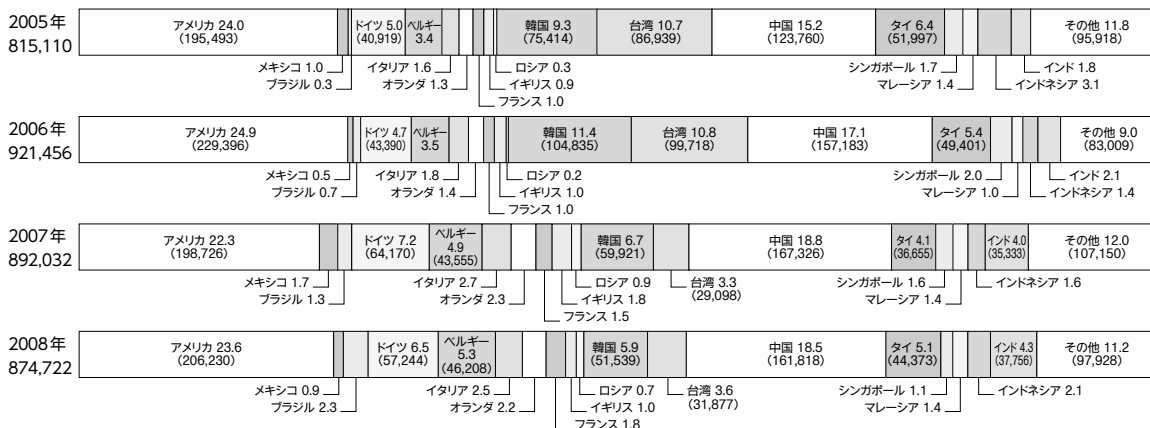 2005年
815,110
アメリカ 24.0
(195,493)
ドイツ 5.0
(40,919)
ベルギー
3.4
韓国 9.3
(75,414)
台湾 10.7
(86,939)
中国 15.2
(123,760)
タイ 6.4
(51,997)
その他 11.8
(95,918)
メキシコ 1.0
ブラジル 0.3
イタリア 1.6
オランダ 1.3
ロシア 0.3
イギリス 0.9
フランス 1.0
シンガポール 1.7
マレーシア 1.4
インド 1.8
インドネシア 3.1
2006年
921,456
アメリカ 24.9
(229,396)
ドイツ 4.7
(43,390)
ベルギー
3.5
韓国 11.4
(104,835)
台湾 10.8
(99,718)
中国 17.1
(157,183)
タイ 5.4
(49,401)
その他 9.0
(83,009)
メキシコ 0.5
ブラジル 0.7
イタリア 1.8
オランダ 1.4
ロシア 0.2
イギリス 1.0
フランス 1.0
シンガポール 2.0
マレーシア 1.0
インド 2.1
インドネシア 1.4
2007年
892,032
アメリカ 22.3
(198,726)
ドイツ 7.2
(64,170)
ベルギー
4.9
(43,555)
韓国 6.7
(59,921)
中国 18.8
(167,326)
タイ 4.1
(36,655)
インド 4.0
(35,333)
その他 12.0
(107,150)
メキシコ 1.7
ブラジル 1.3
イタリア 2.7
オランダ 2.3
ロシア 0.9
イギリス 1.8
フランス 1.5
台湾 3.3
(29,098)
シンガポール 1.6
マレーシア 1.4
インドネシア 1.6
2008年
874,722
アメリカ 23.6
(206,230)
ドイツ 6.5
(57,244)
ベルギー
5.3
(46,208)
韓国 5.9
(51,539)
中国 18.5
(161,818)
タイ 5.1
(44,373)
インド 4.3
(37,756)
その他 11.2
(97,928)
メキシコ 0.9
ブラジル 2.3
イタリア 2.5
オランダ 2.2
ロシア 0.7
イギリス 1.0
フランス 1.8
台湾 3.6
(31,877)
シンガポール 1.1
マレーシア 1.4
インドネシア 2.1